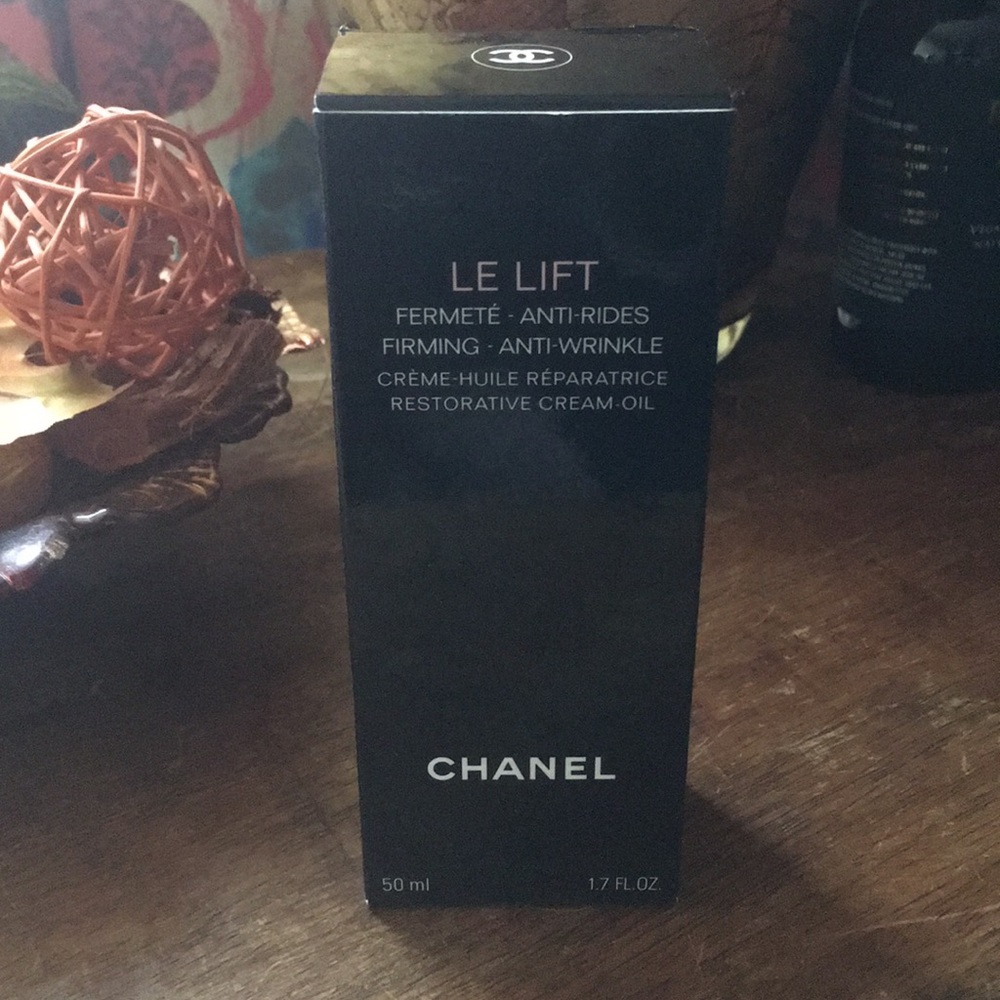 LE LIFT
FERMETÉ - ANTI-RIDES
FIRMING - ANTI-WRINKLE
CRÈME-HUILE RÉPARATRICE
RESTORATIVE CREAM-OIL
CHANEL
50 ml 1.7 FL.OZ.